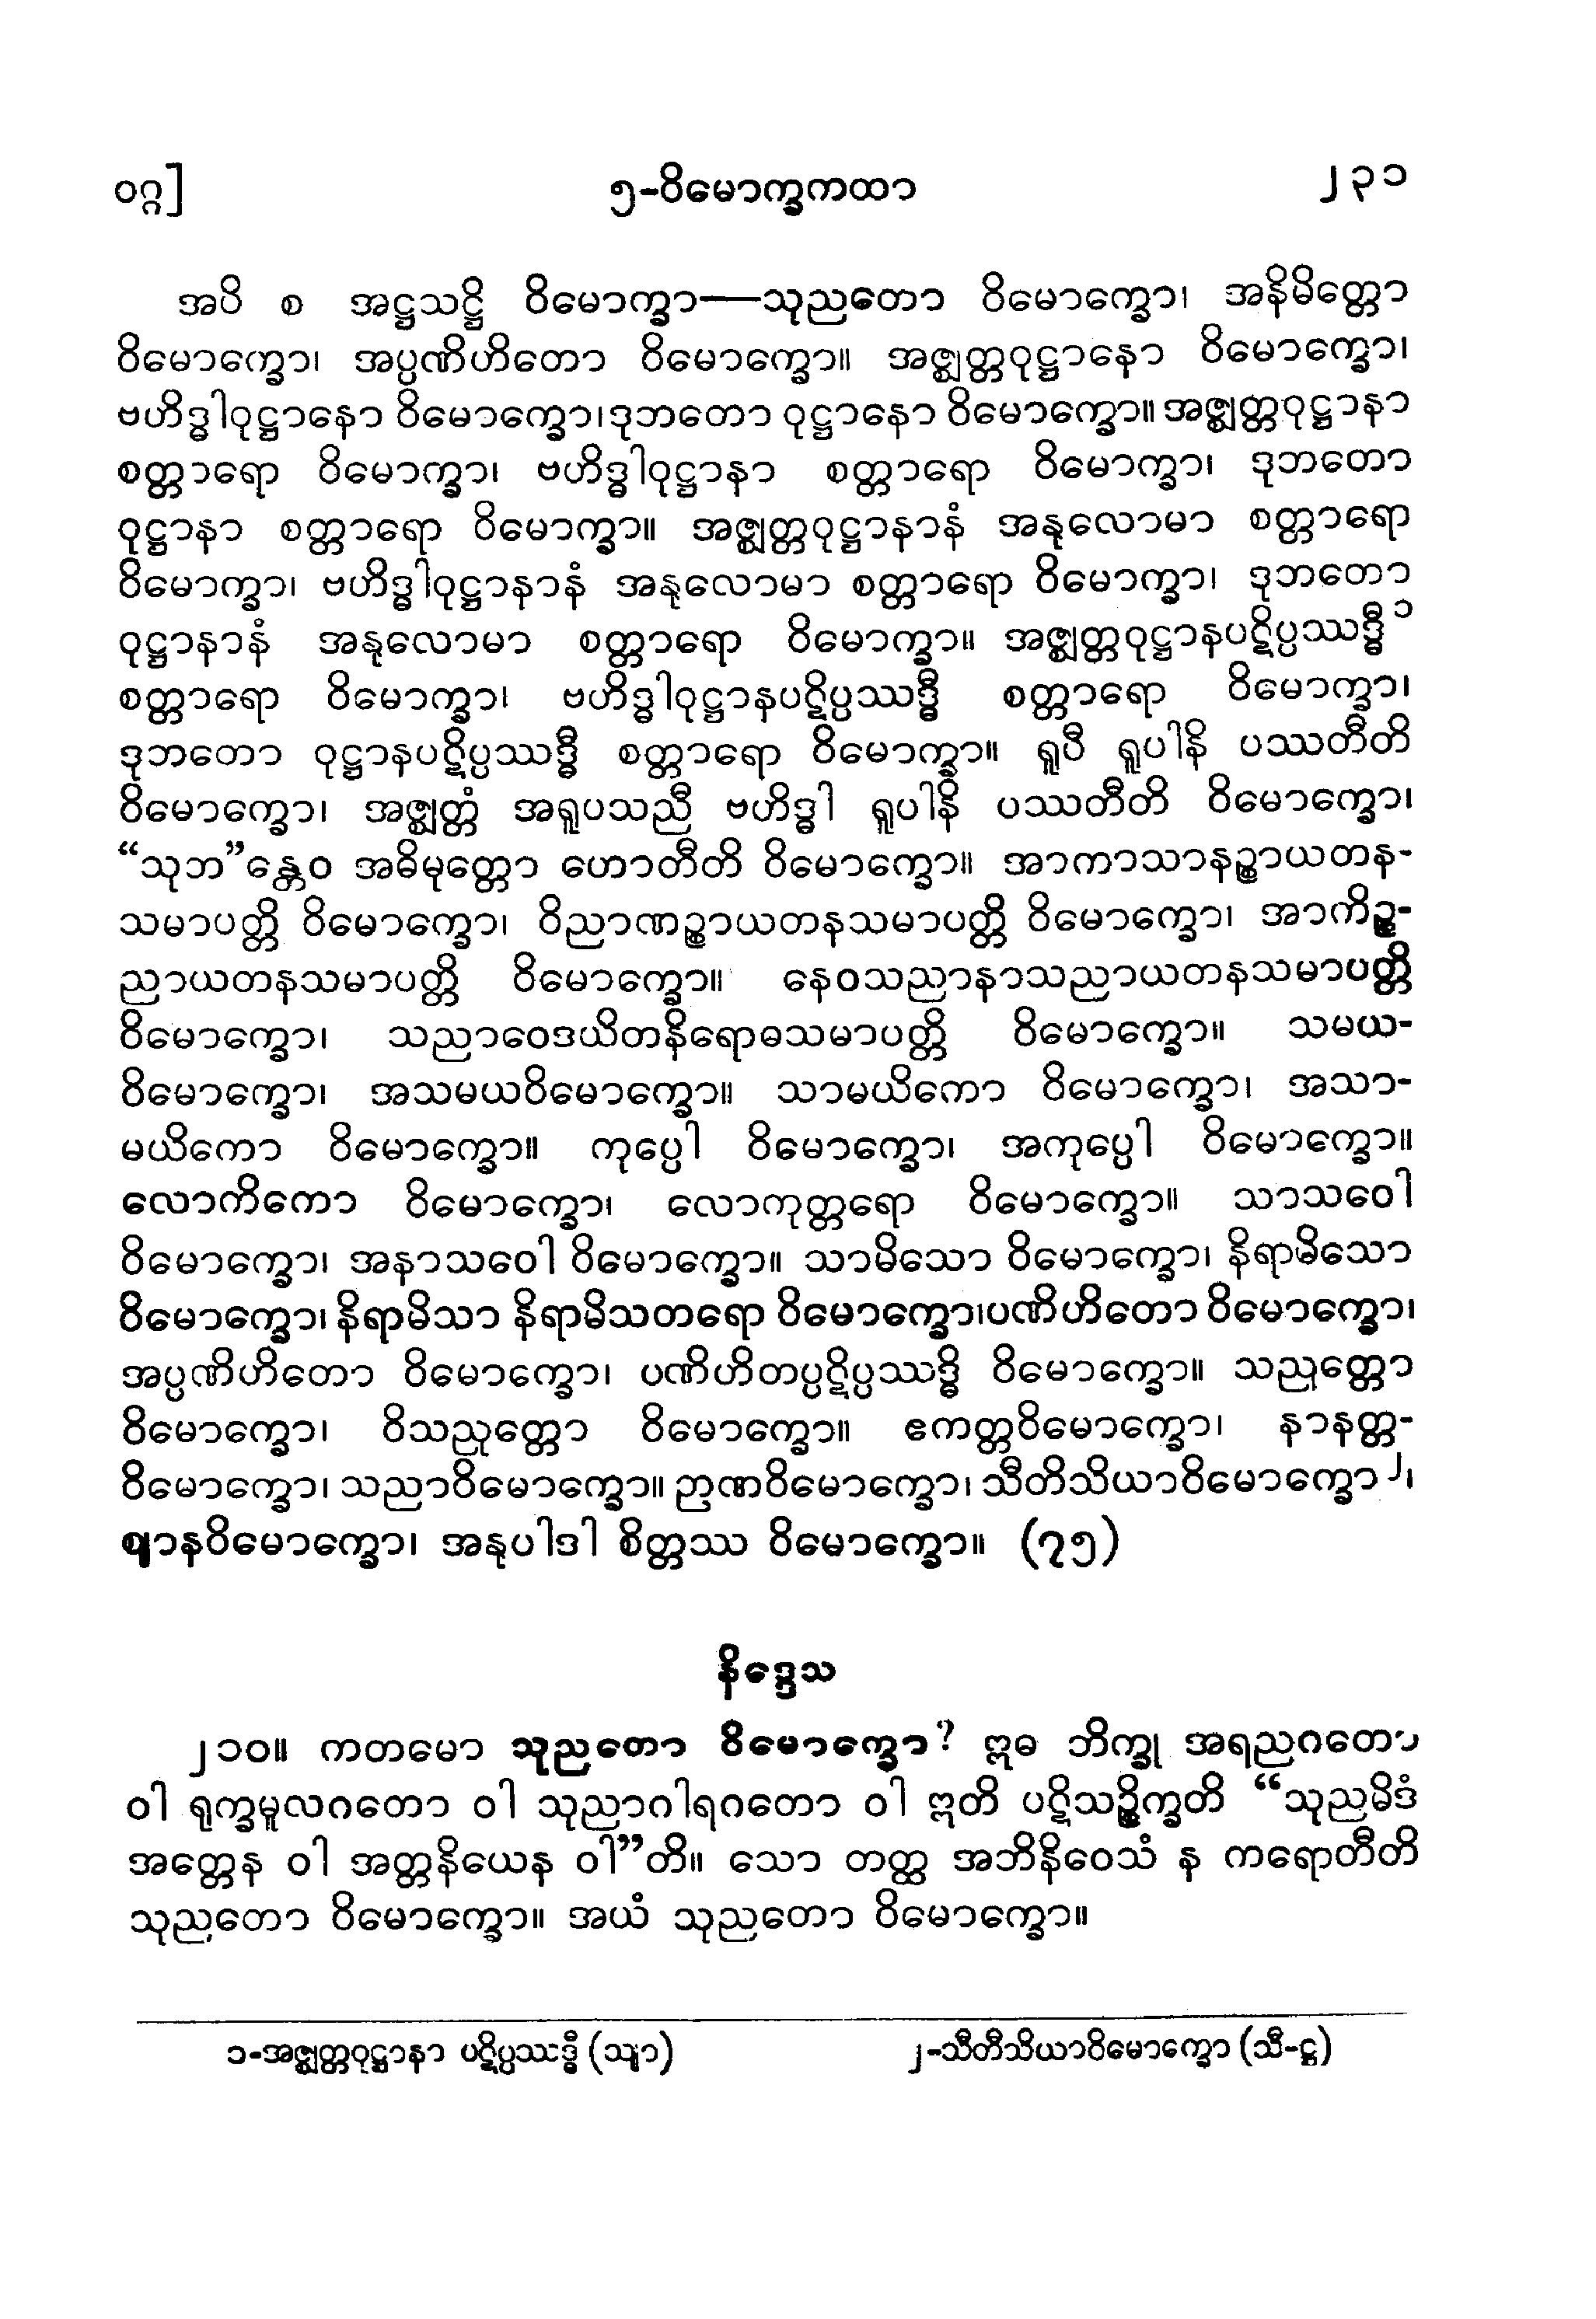 ဝဂ္ဂ]
၅-ဝိမောက္ခကထာ
၂၃၁
အပိ စ အဋ္ဌသဋ္ဌိ ဝိမောက္ခာ—သုညတော ဝိမောက္ခော၊ အနိမိတ္တော
ဝိမောက္ခော၊ အပ္ပဏိဟိတော ဝိမောက္ခော။ အဇ္ဈတ္တဝုဋ္ဌာနော ဝိမောက္ခော၊
ဗဟိဒ္ဓါဝုဋ္ဌာနော ဝိမောက္ခော၊ ဒုဘတော ဝုဋ္ဌာနော ဝိမောက္ခော။ အဇ္ဈတ္တဝုဋ္ဌာနာ
စတ္တာရော ဝိမောက္ခာ၊ ဗဟိဒ္ဓါဝုဋ္ဌာနာ စတ္တာရော ဝိမောက္ခာ၊ ဒုဘတော
ဝုဋ္ဌာနာ စတ္တာရော ဝိမောက္ခာ။ အဇ္ဈတ္တဝုဋ္ဌာနာနံ အနုလောမာ စတ္တာရော
ဝိမောက္ခာ၊ ဗဟိဒ္ဓါဝုဋ္ဌာနာနံ အနုလောမာ စတ္တာရော ဝိမောက္ခာ၊ ဒုဘတော
ဝုဋ္ဌာနာနံ အနုလောမာ စတ္တာရော ဝိမောက္ခာ။ အဇ္ဈတ္တဝုဋ္ဌာနပဋိပ္ပဿဒ္ဓီ ၁
စတ္တာရော ဝိမောက္ခာ၊ ဗဟိဒ္ဓါဝုဋ္ဌာနပဋိပ္ပဿဒ္ဓီ စတ္တာရော ဝိမောက္ခာ၊
ဒုဘတော ဝုဋ္ဌာနပဋိပ္ပဿဒ္ဓီ စတ္တာရော ဝိမောက္ခာ။ ရူပီ ရူပါနိ ပဿတီတိ
ဝိမောက္ခော၊ အဇ္ဈတ္တံ အရူပသညီ ဗဟိဒ္ဓါ ရူပါနိ ပဿတီတိ ဝိမောက္ခော၊
“သုဘ”န္တေဝ အဓိမုတ္တော ဟောတီတိ ဝိမောက္ခော။ အာကာသာနဉ္စာယတန-
သမာပတ္တိ ဝိမောက္ခော၊ ဝိညာဏဉ္စာယတနသမာပတ္တိ ဝိမောက္ခော၊ အာကိဉ္စ-
ညာယတနသမာပတ္တိ ဝိမောက္ခော။ နေဝသညာနာသညာယတနသမာပတ္တိ
ဝိမောက္ခော၊ သညာဝေဒယိတနိရောဓသမာပတ္တိ ဝိမောက္ခော။ သမယ-
ဝိမောက္ခော၊ အသမယဝိမောက္ခော။ သာမယိကော ဝိမောက္ခော၊ အသာ-
မယိကော ဝိမောက္ခော။ ကုပ္ပေါ ဝိမောက္ခော၊ အကုပ္ပေါ ဝိမောက္ခော။
လောကိကော ဝိမောက္ခော၊ လောကုတ္တရော ဝိမောက္ခော။ သာသဝေါ
ဝိမောက္ခော၊ အနာသဝေါ ဝိမောက္ခော။ သာမိသော ဝိမောက္ခော၊ နိရာမိသော
ဝိမောက္ခော၊ နိရာမိသာ နိရာမိသတရော ဝိမောက္ခော၊ ပဏိဟိတော ဝိမောက္ခော၊
အပ္ပဏိဟိတော ဝိမောက္ခော၊ ပဏိဟိတပ္ပဋိပ္ပဿဒ္ဓိ ဝိမောက္ခော။ သညုတ္တော
ဝိမောက္ခော၊ ဝိသညုတ္တော ဝိမောက္ခော။ ဧကတ္တဝိမောက္ခော၊ နာနတ္တ-
ဝိမောက္ခော၊ သညာဝိမောက္ခော။ ဉာဏဝိမောက္ခော၊ သီတိသိယာဝိမောက္ခော ၂၊
ဈာနဝိမောက္ခော၊ အနုပါဒါ စိတ္တဿ ဝိမောက္ခော။ (၇၅)
နိဒ္ဒေသ
၂၁၀။ ကတမော သုညတော ဝိမောက္ခော? ဣဓ ဘိက္ခု အရညဂတော
ဝါ ရုက္ခမူလဂတော ဝါ သုညာဂါရဂတော ဝါ ဣတိ ပဋိသဉ္စိက္ခတိ “သုညမိဒံ
အတ္တေန ဝါ အတ္တနိယေန ဝါ”တိ။ သော တတ္ထ အဘိနိဝေသံ န ကရောတီတိ
သုညတော ဝိမောက္ခော။ အယံ သုညတော ဝိမောက္ခော။
၁-အဇ္ဈတ္တဝုဋ္ဌာနာ ပဋိပ္ပဿဒ္ဓီ (သျာ)
၂-သီတီသိယာဝိမောက္ခော (သီ-ဋ္ဌ)